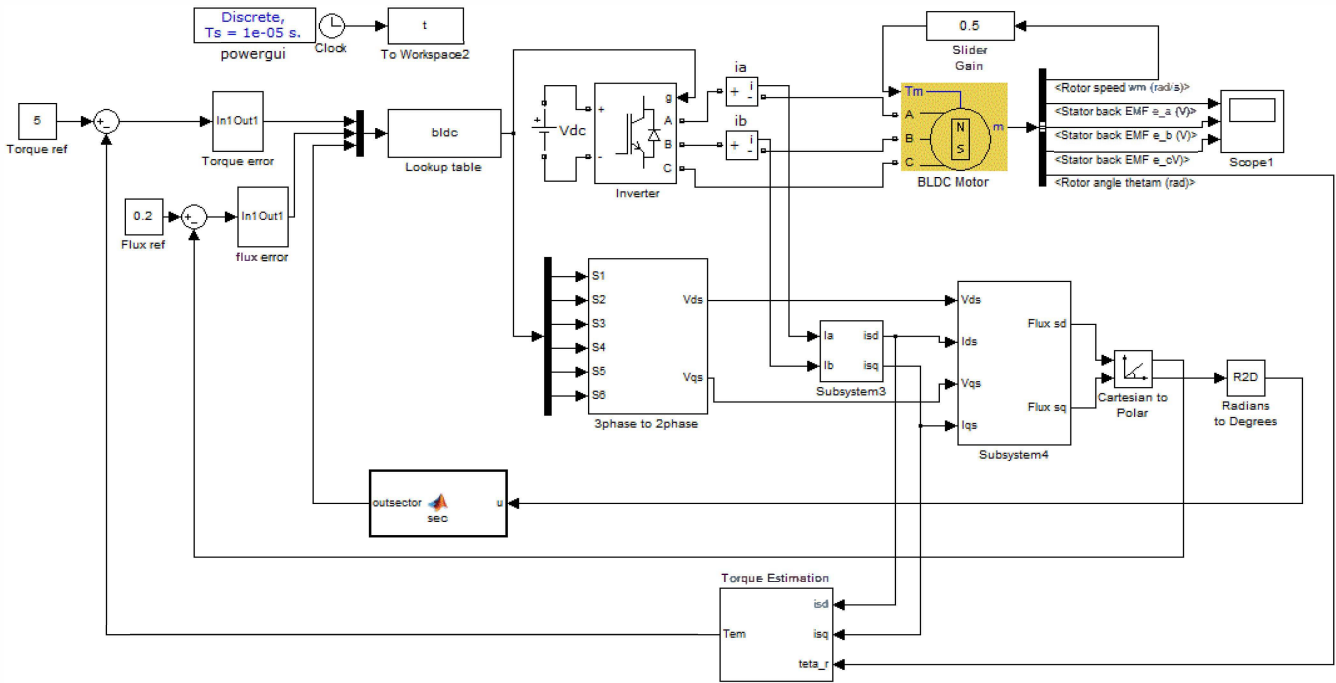 Discrete,
Ts = 1e-05 s.
powergui
Clock
t
To Workspace2
0.5
Slider
Gain
5
Torque ref
In1Out1
Torque error
bldc
Lookup table
Vdc
+
-
g
A
B
C
Inverter
ia
i
+
-
ib
i
+
-
Tm
A
B
C
N
S
m
BLDC Motor
<Rotor speed wm (rad/s)>
<Stator back EMF e_a (V)>
<Stator back EMF e_b (V)>
<Stator back EMF e_cV)>
<Rotor angle thetam (rad)>
Scope1
0.2
Flux ref
In1Out1
flux error
S1
S2
S3
S4
S5
S6
Vds
Vqs
3phase to 2phase
Ia
Ib
isd
isq
Subsystem3
Vds
Ids
Vqs
Iqs
Flux sd
Flux sq
Subsystem4
Cartesian to
Polar
R2D
Radians
to Degrees
outsector
u
sec
Torque Estimation
Tem
isd
isq
teta_r